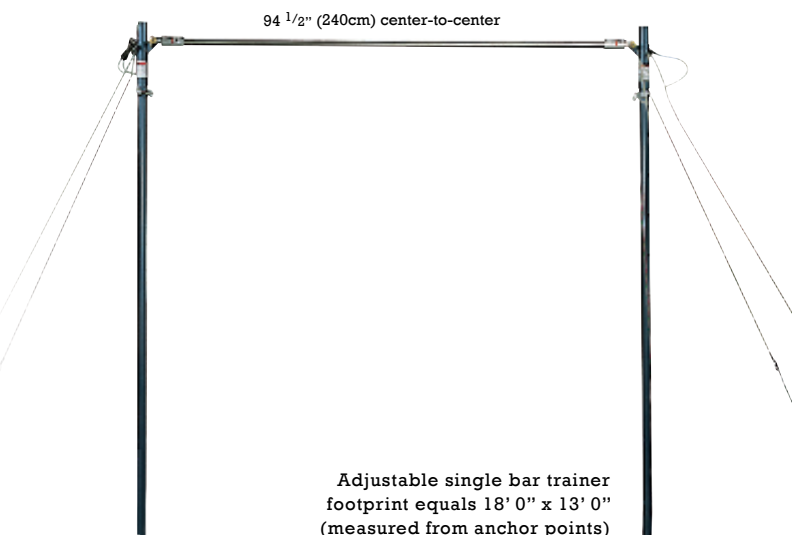 94 1/2” (240cm) center-to-center
Adjustable single bar trainer
footprint equals 18’ 0” x 13’ 0”
(measured from anchor points)